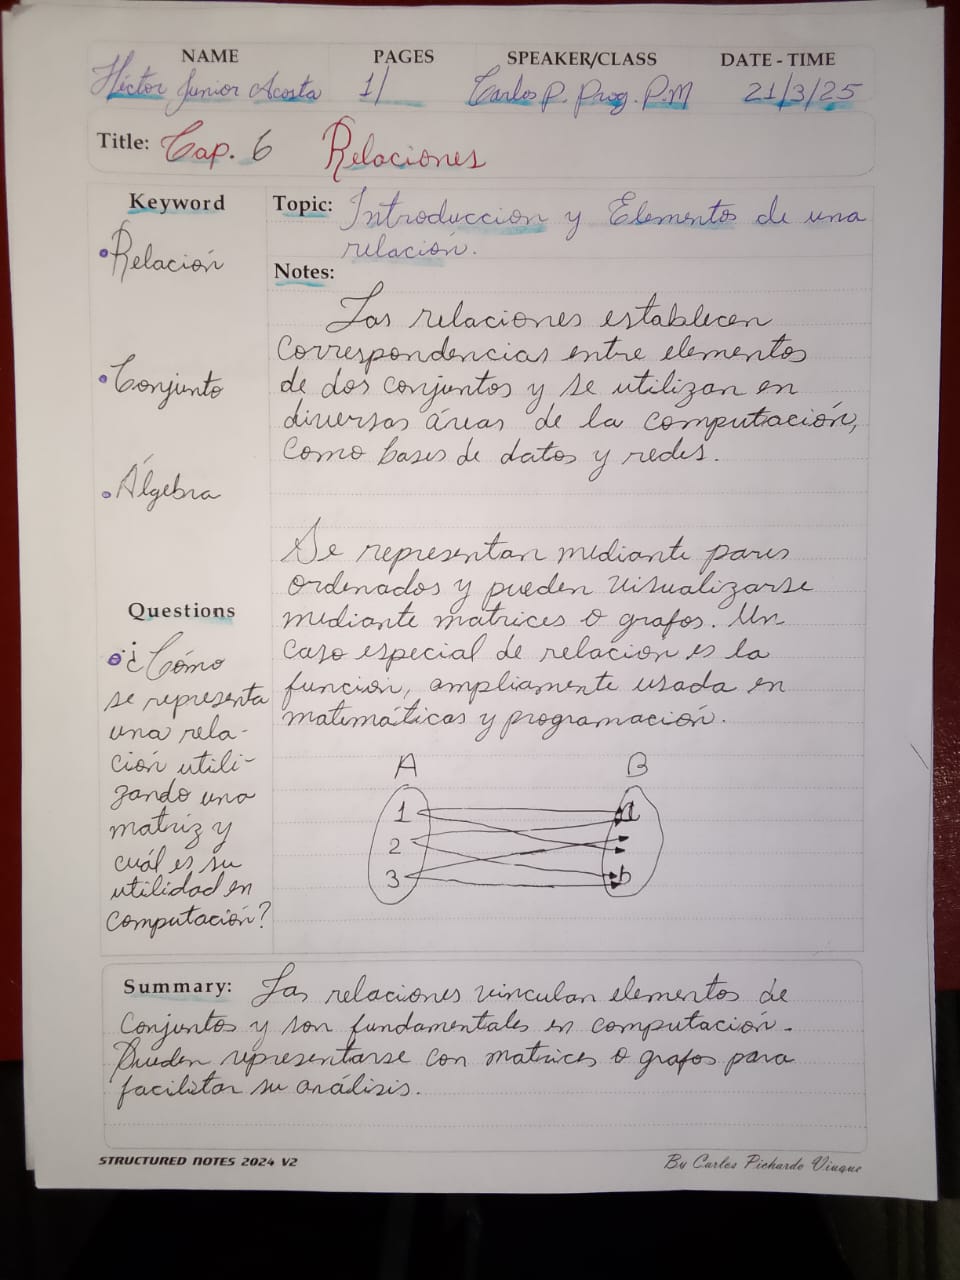 NAME PAGES SPEAKER/CLASS DATE - TIME
Héctor Junior Acosta 1/ Carlos P. Prog. P.M 21/3/25
Title: Cap. 6 Relaciones
Keyword
• Relación
• Conjunto
• Álgebra
Questions
• ¿Cómo
se representa
una rela-
ción utili-
zando una
matriz y
cuál es su
utilidad en
computación?
Topic: Introduccion y Elementos de una
relación.
Notes:
Las relaciones establecen
correspondencias entre elementos
de dos conjuntos y se utilizan en
diversas áreas de la computación,
como bases de datos y redes.
Se representan mediante pares
ordenados y pueden visualizarse
mediante matrices o grafos. Un
caso especial de relacion es la
función, ampliamente usada en
matemáticas y programación.
A B
1 a
2
3 b
Summary: Las relaciones vinculan elementos de
conjuntos y son fundamentales en computación.
Pueden representarse con matrices o grafos para
facilitar su análisis.
STRUCTURED NOTES 2024 V2 By Carlos Pichardo Viuque